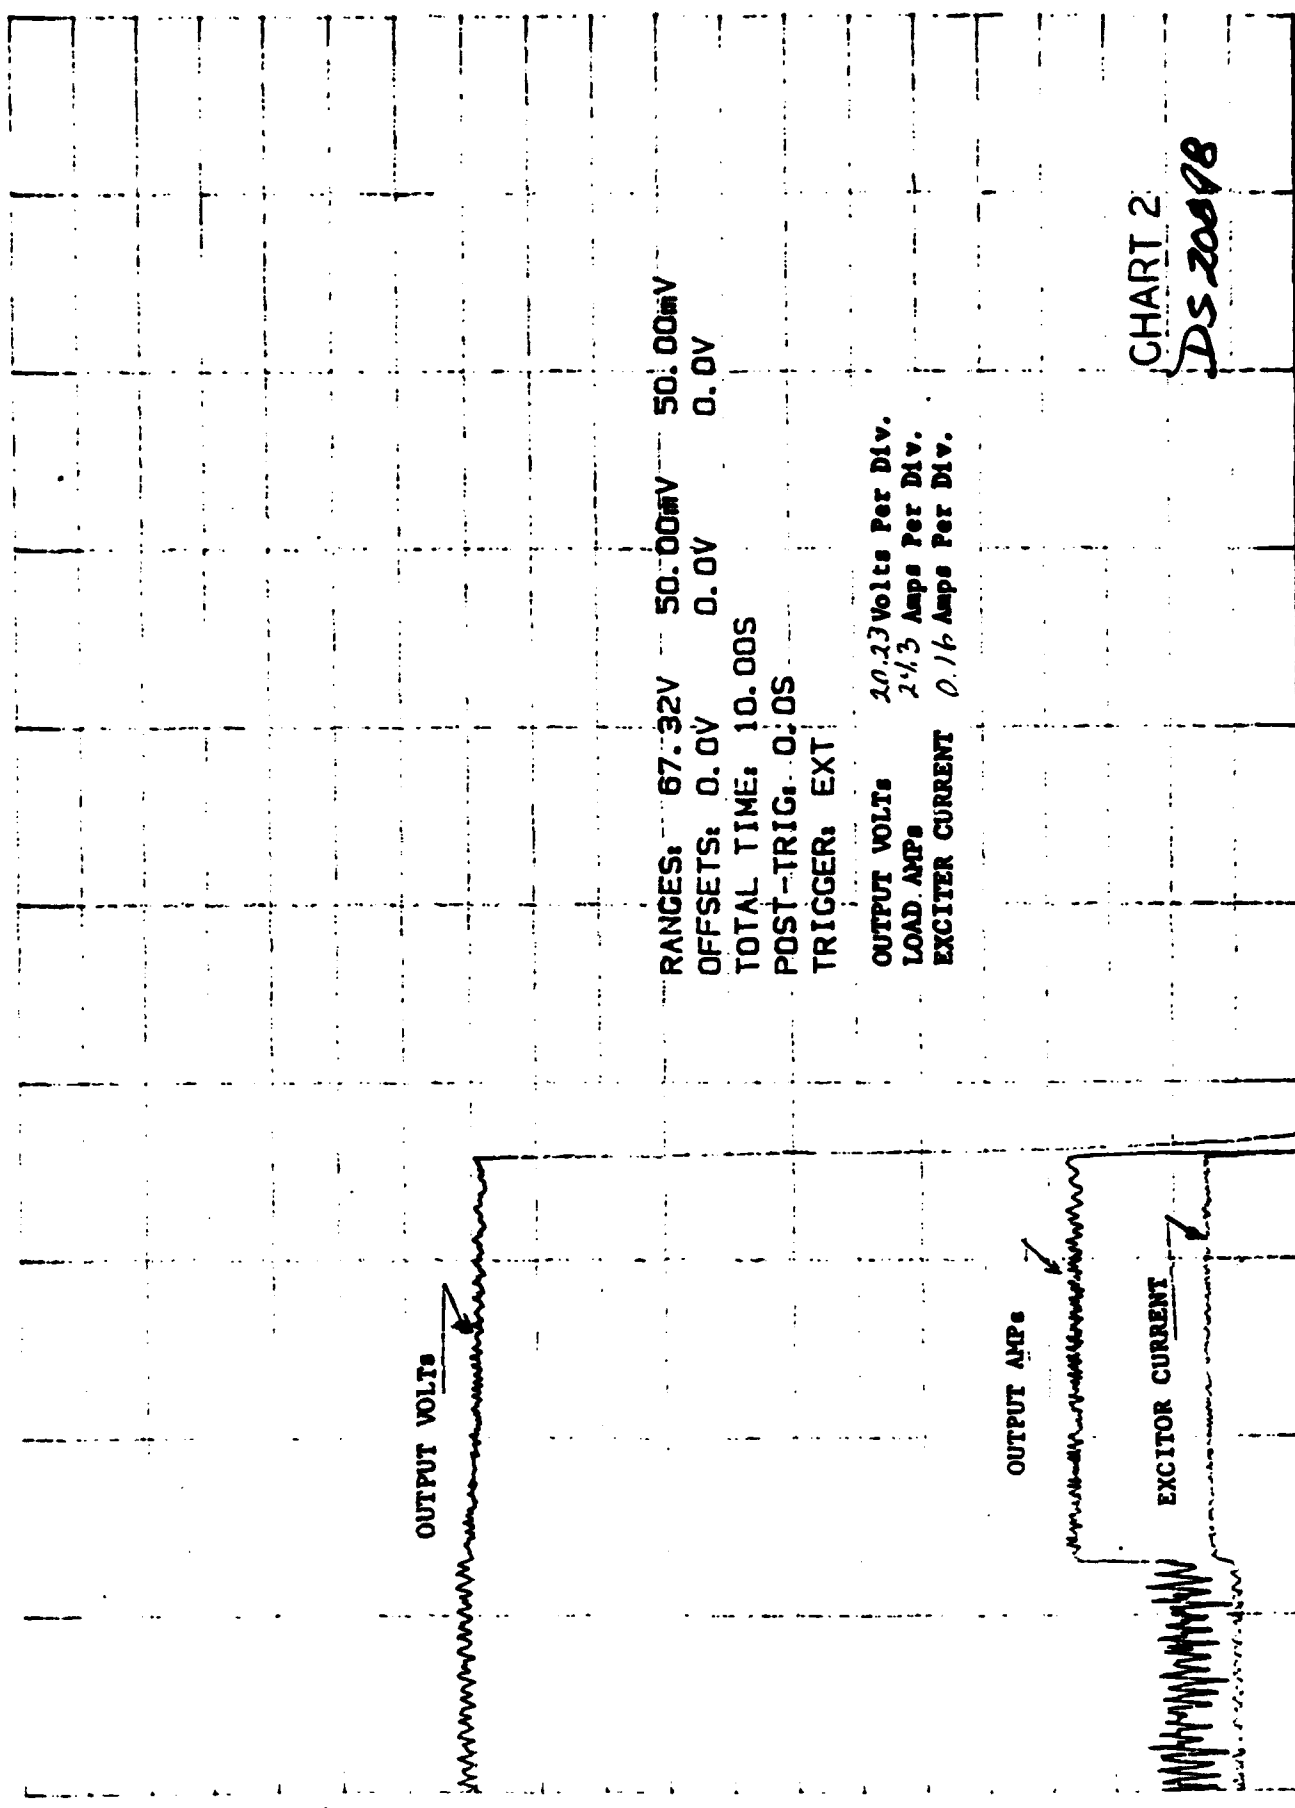 OUTPUT VOLTs
RANGES: 67.32V 50.00mV 50.00mV
OFFSETS: 0.0V 0.0V 0.0V
TOTAL TIME: 10.00S
POST-TRIG: 0.0S
TRIGGER: EXT
OUTPUT VOLTs 20.23 Volts Per Div.
LOAD AMPs Amps Per Div.
EXCITER CURRENT 0.16 Amps Per Div.
OUTPUT AMPs
EXCITOR CURRENT
CHART 2